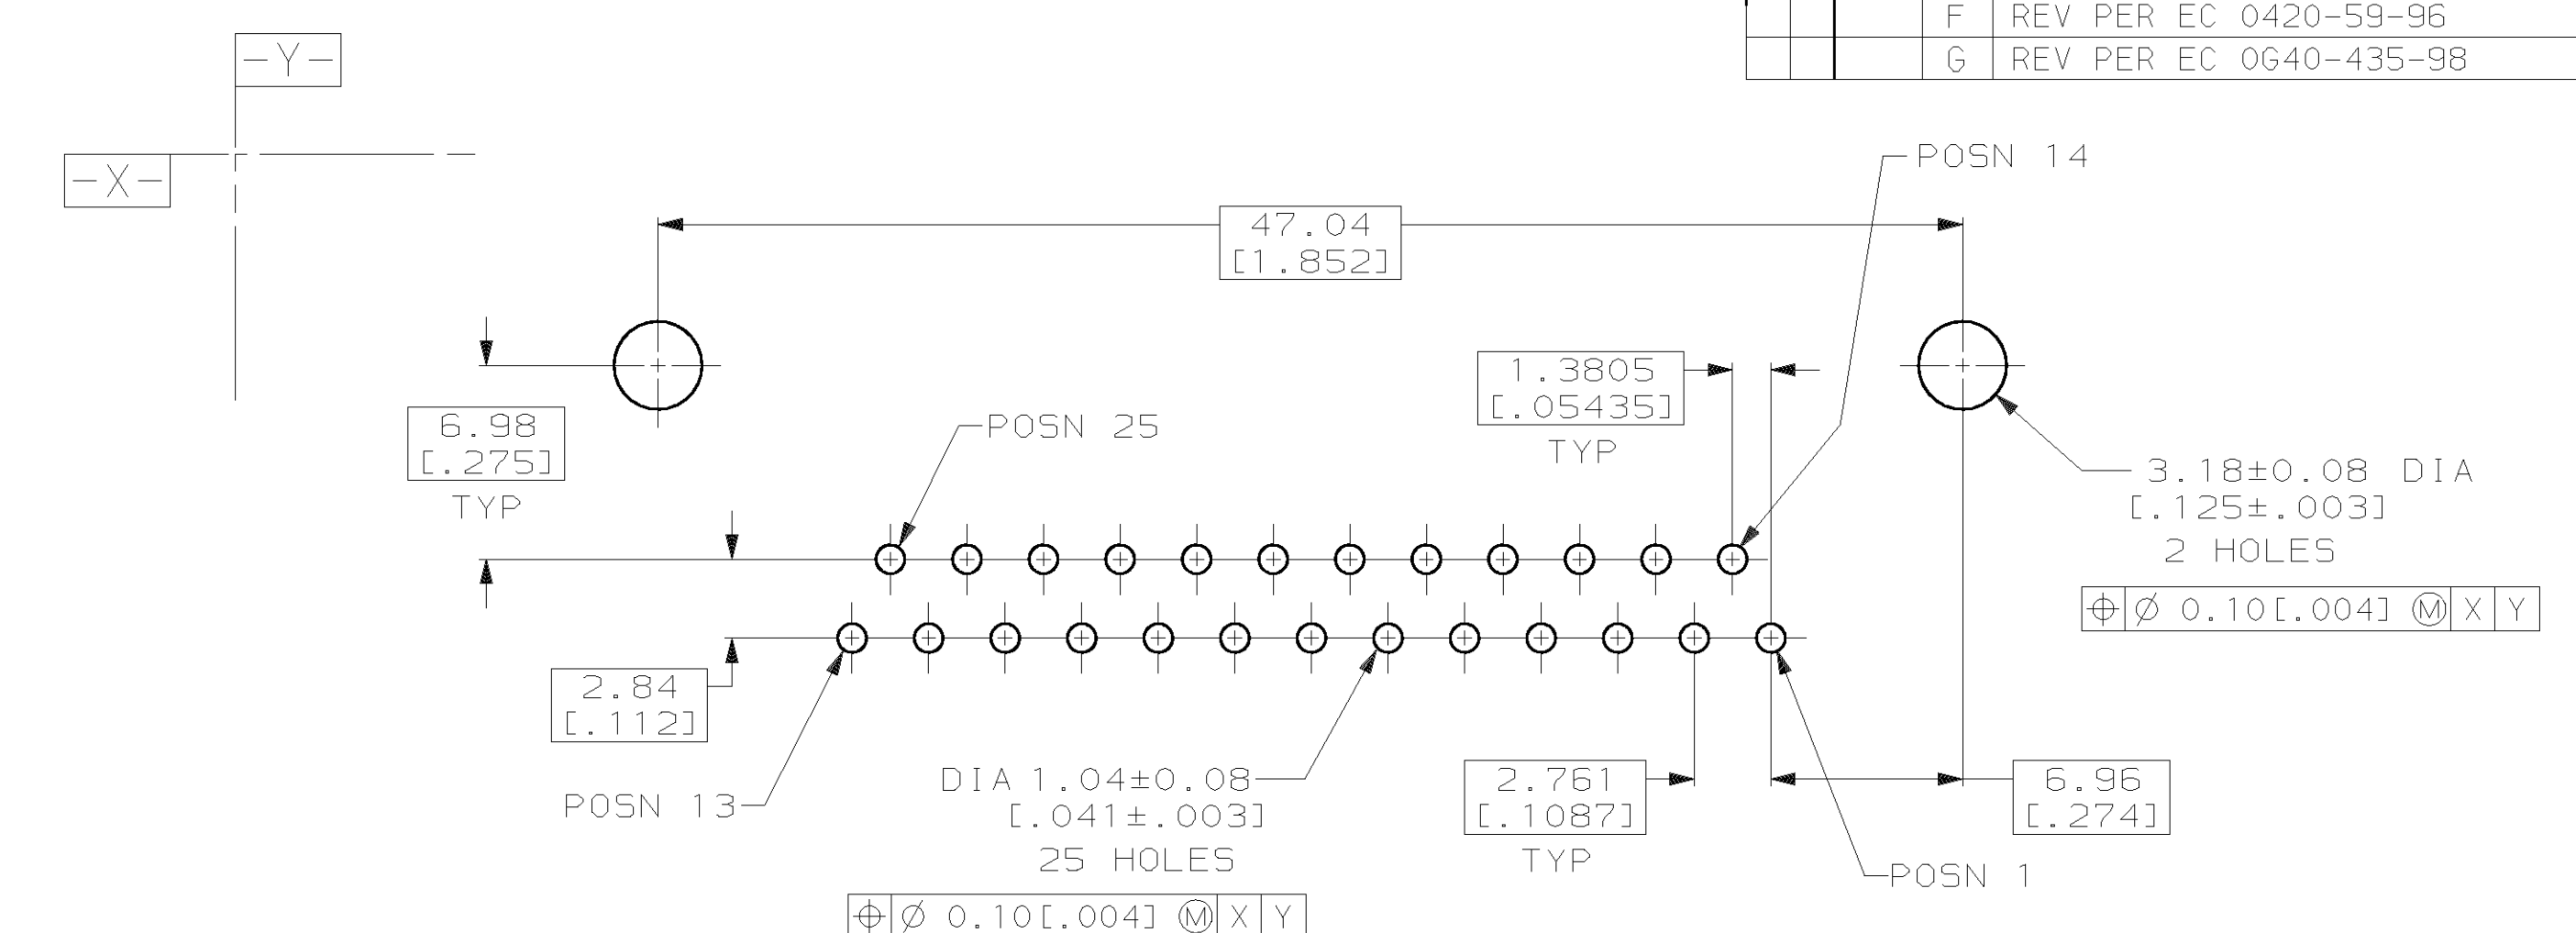 F REV PER EC 0420-59-96
G REV PER EC 0G40-435-98
-Y-
-X-
POSN 14
47.04
[1.852]
1.3805
[.05435]
TYP
6.98
[.275]
TYP
POSN 25
3.18±0.08 DIA
[.125±.003]
2 HOLES
⌖ Ø 0.10[.004] Ⓜ X Y
2.84
[.112]
POSN 13
DIA 1.04±0.08
[.041±.003]
25 HOLES
⌖ Ø 0.10[.004] Ⓜ X Y
2.761
[.1087]
TYP
6.96
[.274]
POSN 1